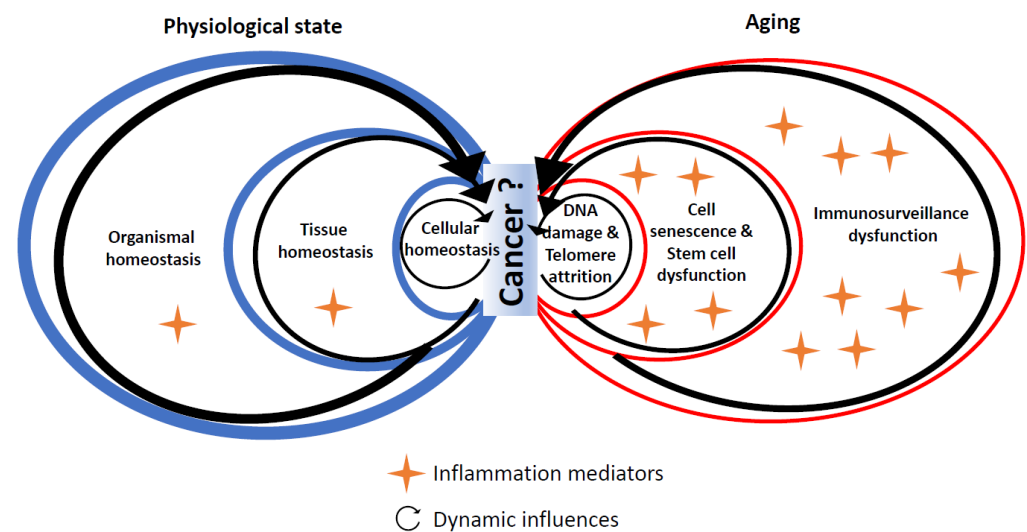 Physiological state
Aging
Organismal
homeostasis
Tissue
homeostasis
Cellular
homeostasis
Cancer ?
DNA
damage &
Telomere
attrition
Cell
senescence &
Stem cell
dysfunction
Immunosurveillance
dysfunction
Inflammation mediators
Dynamic influences